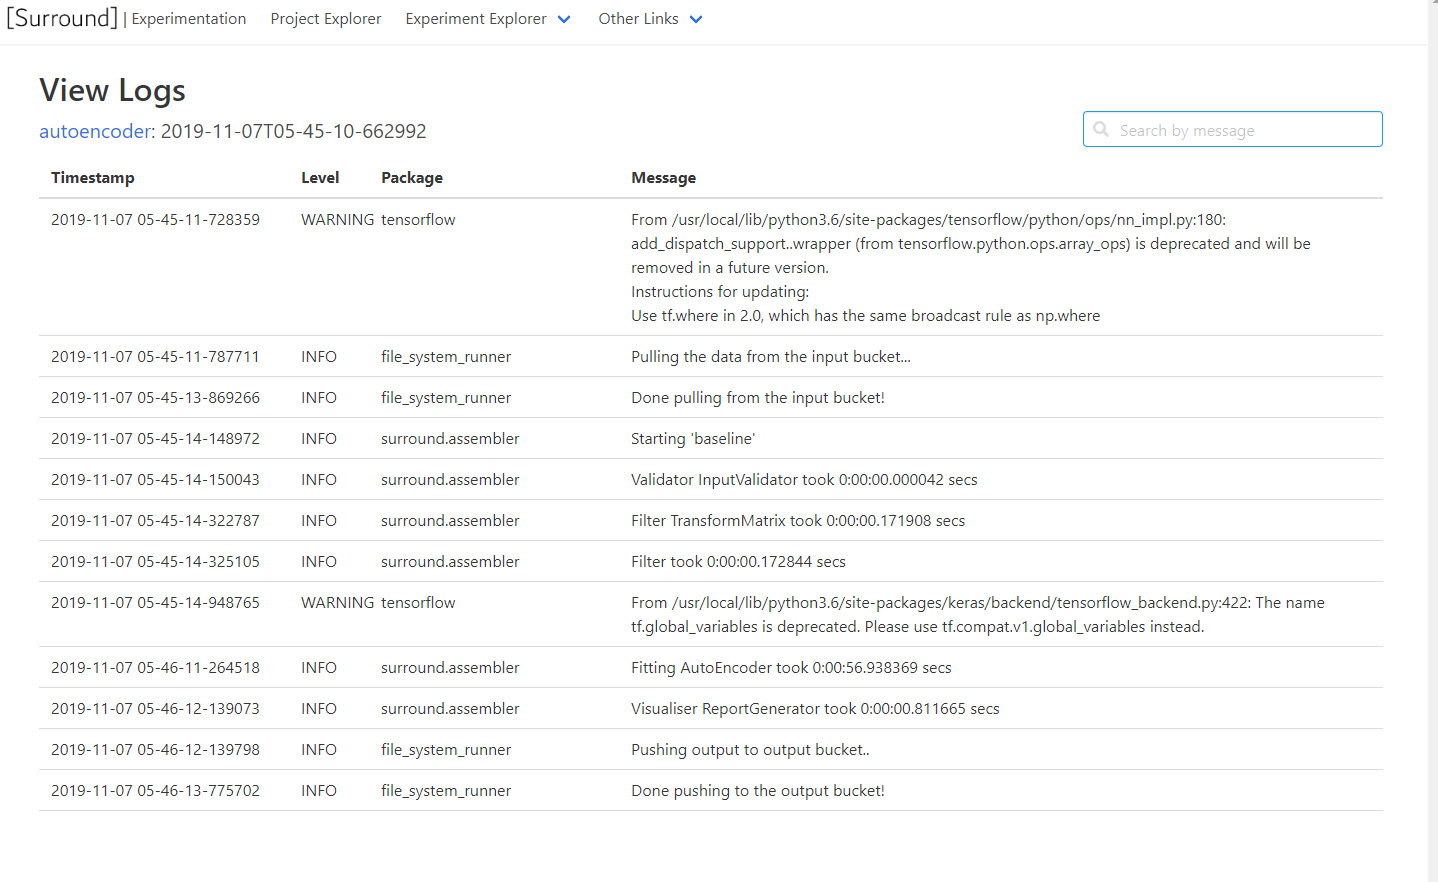 [Surround] | Experimentation Project Explorer Experiment Explorer Other Links
View Logs
autoencoder: 2019-11-07T05-45-10-662992
Search by message
Timestamp Level Package Message
2019-11-07 05-45-11-728359 WARNING tensorflow From /usr/local/lib/python3.6/site-packages/tensorflow/python/ops/nn_impl.py:180:
add_dispatch_support..wrapper (from tensorflow.python.ops.array_ops) is deprecated and will be
removed in a future version.
Instructions for updating:
Use tf.where in 2.0, which has the same broadcast rule as np.where
2019-11-07 05-45-11-787711 INFO file_system_runner Pulling the data from the input bucket...
2019-11-07 05-45-13-869266 INFO file_system_runner Done pulling from the input bucket!
2019-11-07 05-45-14-148972 INFO surround.assembler Starting 'baseline'
2019-11-07 05-45-14-150043 INFO surround.assembler Validator InputValidator took 0:00:00.000042 secs
2019-11-07 05-45-14-322787 INFO surround.assembler Filter TransformMatrix took 0:00:00.171908 secs
2019-11-07 05-45-14-325105 INFO surround.assembler Filter took 0:00:00.172844 secs
2019-11-07 05-45-14-948765 WARNING tensorflow From /usr/local/lib/python3.6/site-packages/keras/backend/tensorflow_backend.py:422: The name
tf.global_variables is deprecated. Please use tf.compat.v1.global_variables instead.
2019-11-07 05-46-11-264518 INFO surround.assembler Fitting AutoEncoder took 0:00:56.938369 secs
2019-11-07 05-46-12-139073 INFO surround.assembler Visualiser ReportGenerator took 0:00:00.811665 secs
2019-11-07 05-46-12-139798 INFO file_system_runner Pushing output to output bucket..
2019-11-07 05-46-13-775702 INFO file_system_runner Done pushing to the output bucket!